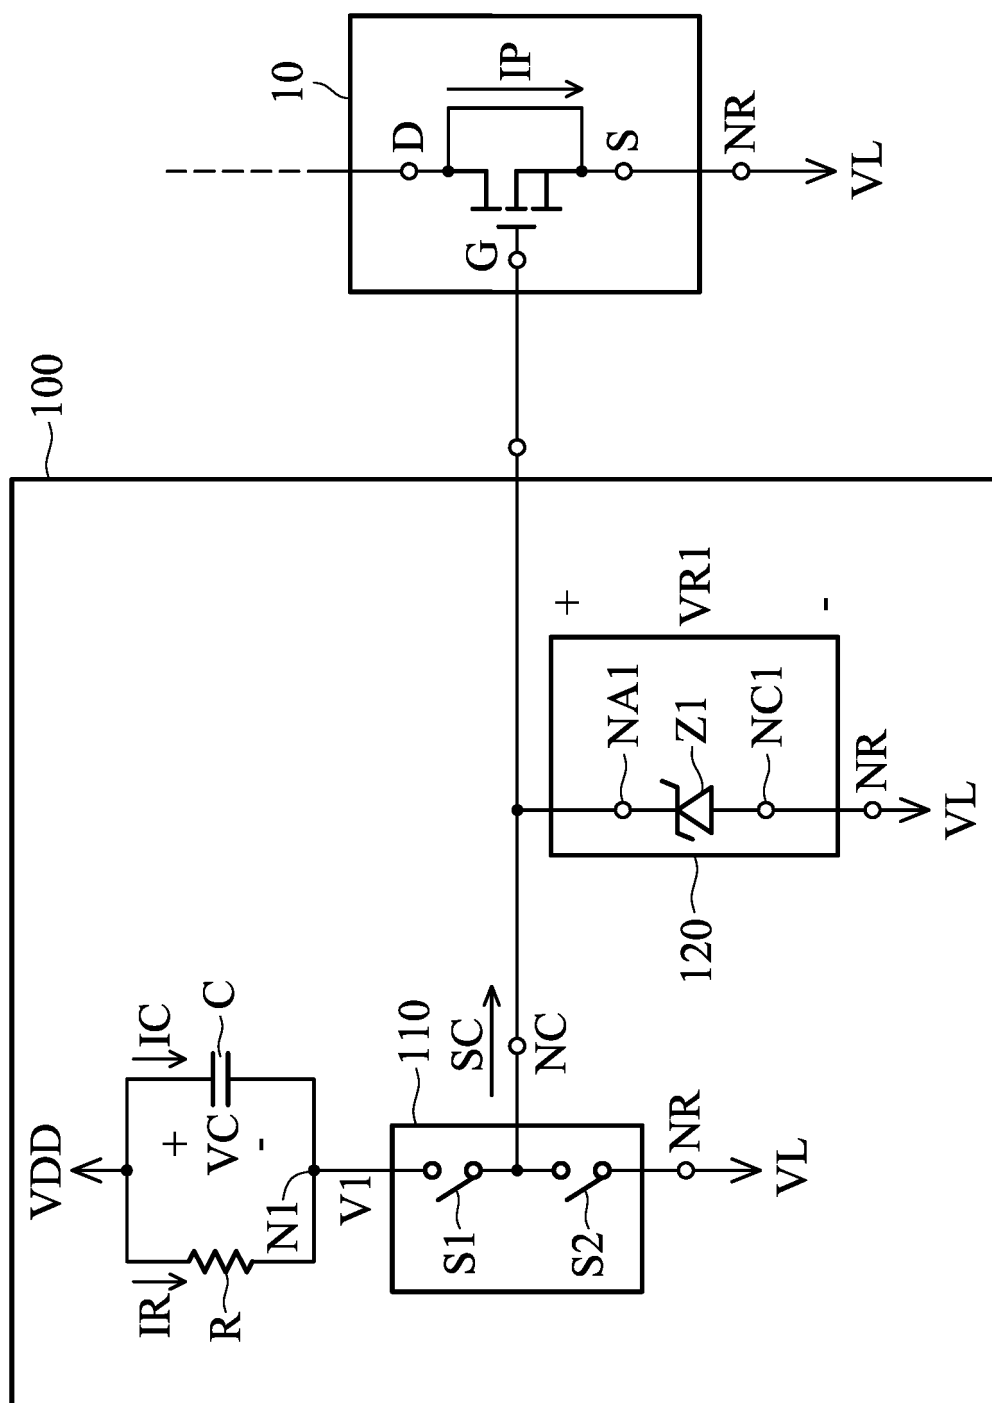 100
10
VDD
IR
R
IC
C
+
VC
-
N1
V1
110
S1
S2
SC
NC
NR
VL
120
NA1
Z1
NC1
+
VR1
-
NR
VL
D
IP
G
S
NR
VL